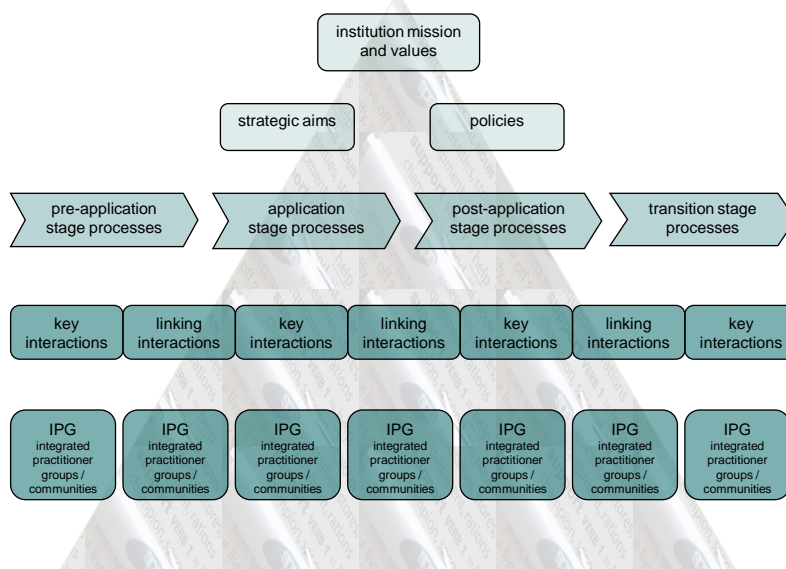 institution mission
and values
strategic aims
policies
pre-application
stage processes
application
stage processes
post-application
stage processes
transition stage
processes
key
interactions
linking
interactions
key
interactions
linking
interactions
key
interactions
linking
interactions
key
interactions
IPG
integrated
practitioner
groups /
communities
IPG
integrated
practitioner
groups /
communities
IPG
integrated
practitioner
groups /
communities
IPG
integrated
practitioner
groups /
communities
IPG
integrated
practitioner
groups /
communities
IPG
integrated
practitioner
groups /
communities
IPG
integrated
practitioner
groups /
communities